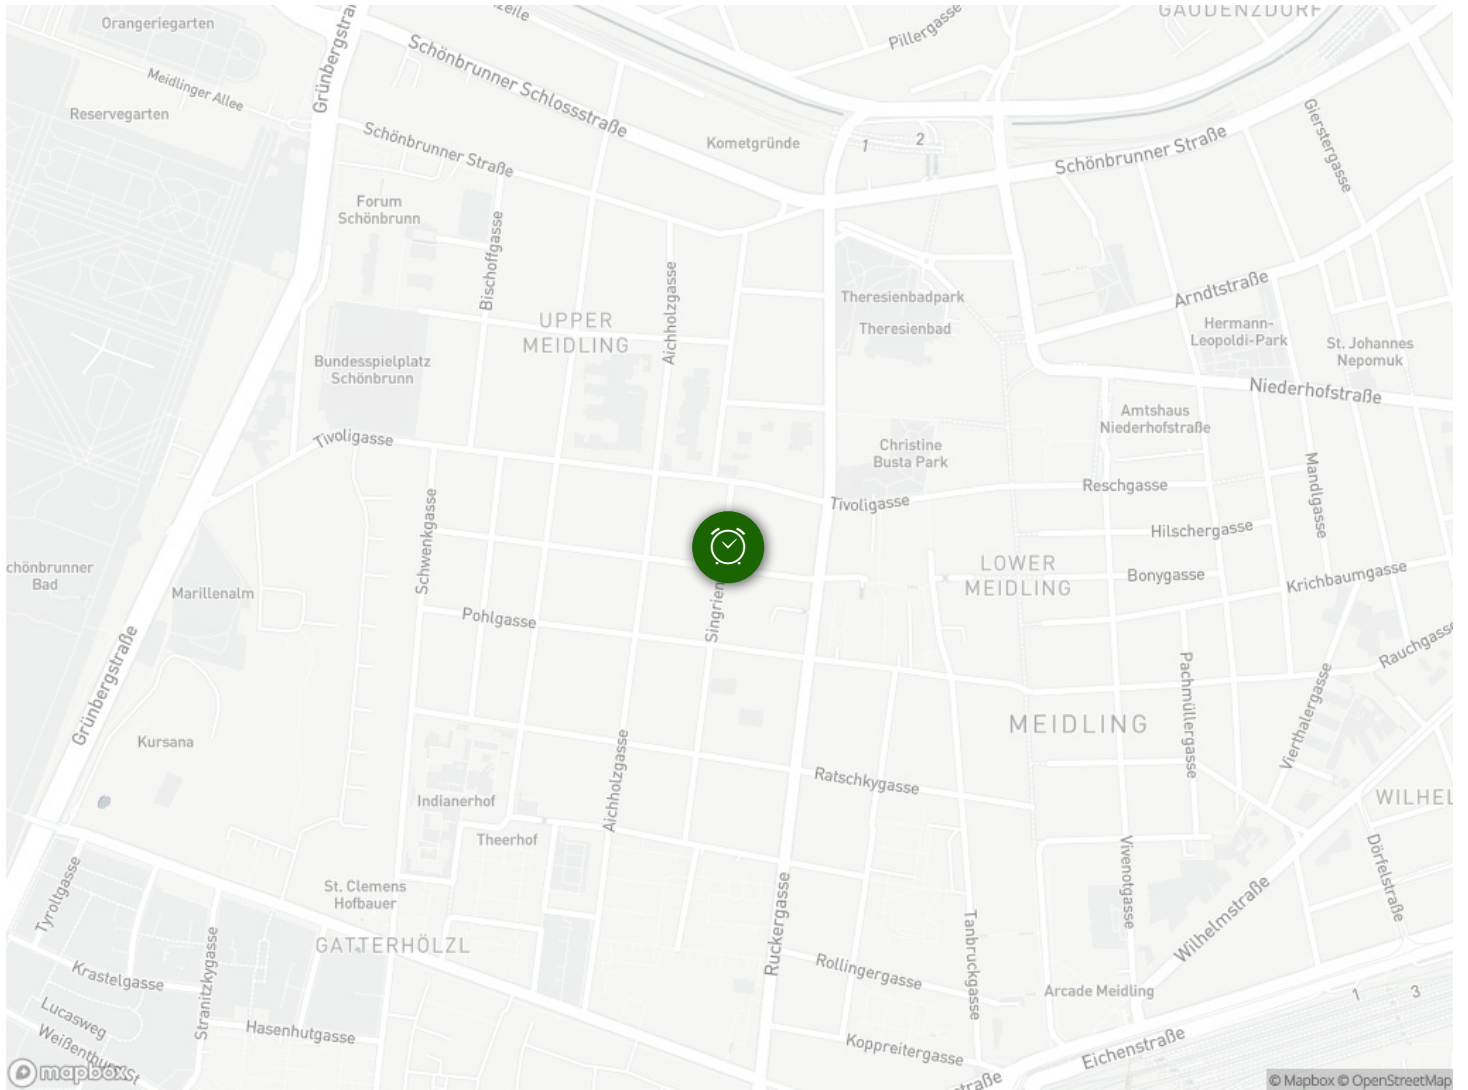 Orangeriegarten
GAUDENZDORF
Pillergasse
Grünbergstraße
Schönbrunner Schlossstraße
Meidlinger Allee
Reservegarten
Schönbrunner Straße
Kometgründe
1
2
Schönbrunner Straße
Gierstergasse
Forum
Schönbrunn
Bischoffgasse
Aichholzgasse
Theresienbadpark
Theresienbad
Arndtstraße
UPPER
MEIDLING
Hermann-
Leopoldi-Park
St. Johannes
Nepomuk
Bundesspielplatz
Schönbrunn
Niederhofstraße
Amtshaus
Niederhofstraße
Tivoligasse
Christine
Busta Park
Mandlgasse
Reschgasse
Tivoligasse
Schwenkgasse
Hilschergasse
LOWER
MEIDLING
Bonygasse
Krichbaumgasse
chönbrunner
Bad
Marillenalm
Pohlgasse
Singrien
Rauchgasse
Grünbergstraße
Pachmüllergasse
Vierthalergasse
MEIDLING
Kursana
Aichholzgasse
Ratschkygasse
WILHEL
Indianerhof
Theerhof
Vivenotgasse
Dörfelstraße
Tyroltgasse
St. Clemens
Hofbauer
Ruckergasse
Wilhelmstraße
GATTERHÖLZL
Tanbruckgasse
Stranitzkygasse
Krastelgasse
Rollingergasse
Arcade Meidling
1
3
Lucasweg
Hasenhutgasse
Koppreitergasse
Eichenstraße
mapbox
© Mapbox © OpenStreetMap